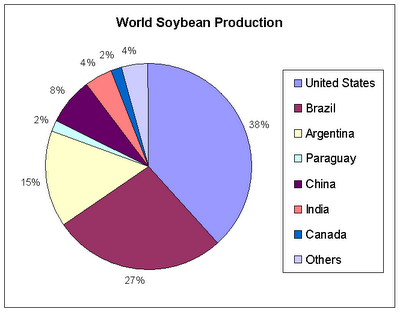 World Soybean Production
4%
2%
4%
8%
2%
15%
27%
38%
United States
Brazil
Argentina
Paraguay
China
India
Canada
Others